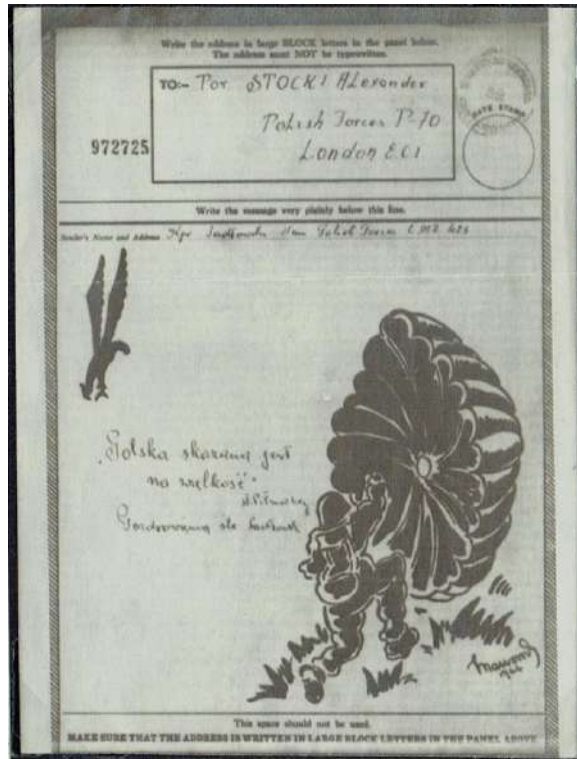 Write the address in large BLOCK letters in the panel below.
The address must NOT be typewritten.
TO:- Por STOCKI Alexander
Polish Forces P-70
London EC1
972725
DATE STAMP
Write the message very plainly below this line.
Sender's Name and Address Kpr
"Polska skazana jest
na wielkość"
This space should not be used.
MAKE SURE THAT THE ADDRESS IS WRITTEN IN LARGE BLOCK LETTERS IN THE PANEL ABOVE